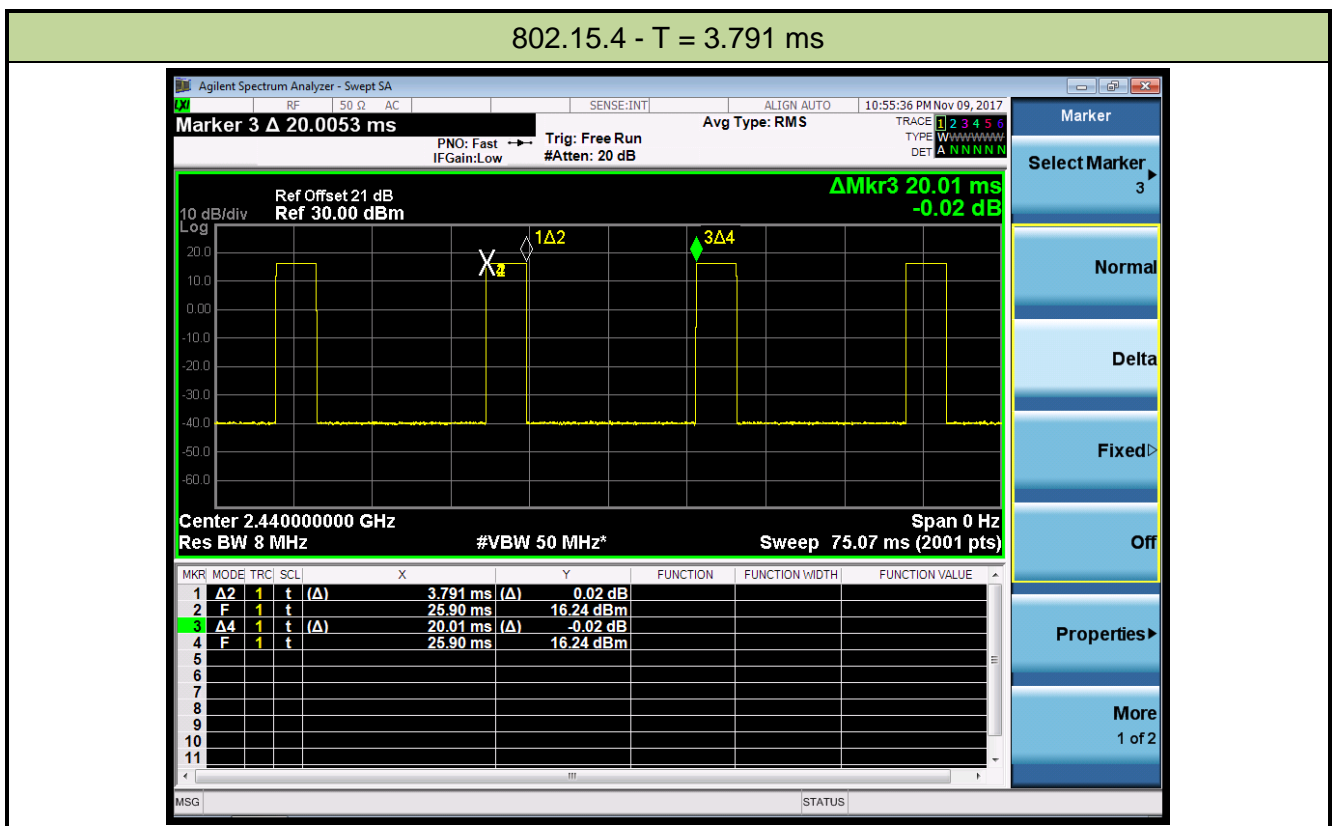 802.15.4 - T = 3.791 ms
Agilent Spectrum Analyzer - Swept SA
LXI RF 50 Ω AC SENSE:INT ALIGN AUTO 10:55:36 PM Nov 09, 2017
Marker 3 Δ 20.0053 ms
PNO: Fast
IFGain:Low
Trig: Free Run
#Atten: 20 dB
Avg Type: RMS
TRACE 1 2 3 4 5 6
TYPE WWWWWW
DET A N N N N N
ΔMkr3 20.01 ms
-0.02 dB
Ref Offset 21 dB
10 dB/div Ref 30.00 dBm
Log
1Δ2
3Δ4
20.0
10.0
0.00
-10.0
-20.0
-30.0
-40.0
-50.0
-60.0
Center 2.440000000 GHz Span 0 Hz
Res BW 8 MHz #VBW 50 MHz* Sweep 75.07 ms (2001 pts)
MKR MODE TRC SCL X Y FUNCTION FUNCTION WIDTH FUNCTION VALUE
1 Δ2 1 t (Δ) 3.791 ms (Δ) 0.02 dB
2 F 1 t 25.90 ms 16.24 dBm
3 Δ4 1 t (Δ) 20.01 ms (Δ) -0.02 dB
4 F 1 t 25.90 ms 16.24 dBm
5
6
7
8
9
10
11
MSG STATUS
Marker
Select Marker
3
Normal
Delta
Fixed
Off
Properties
More
1 of 2